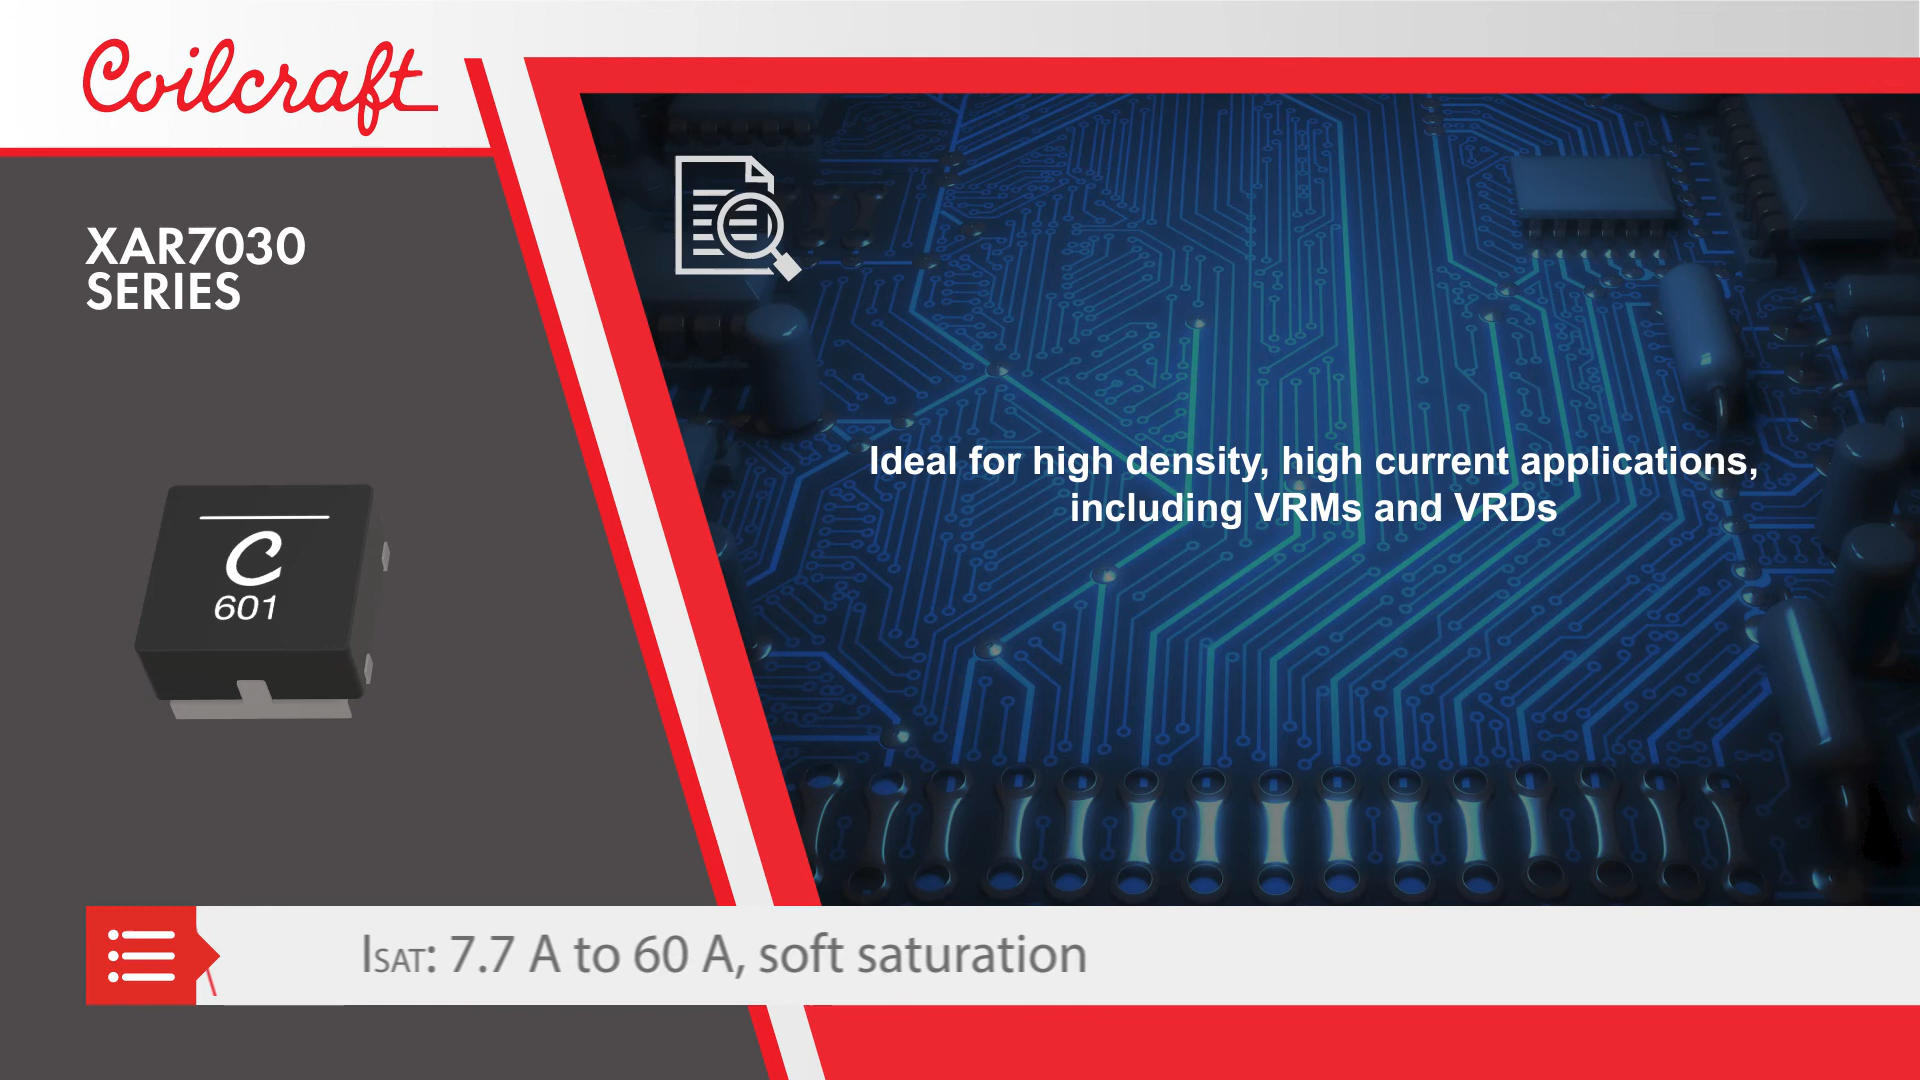 Coilcraft
XAR7030
SERIES
C
601
Ideal for high density, high current applications,
including VRMs and VRDs
ISAT: 7.7 A to 60 A, soft saturation